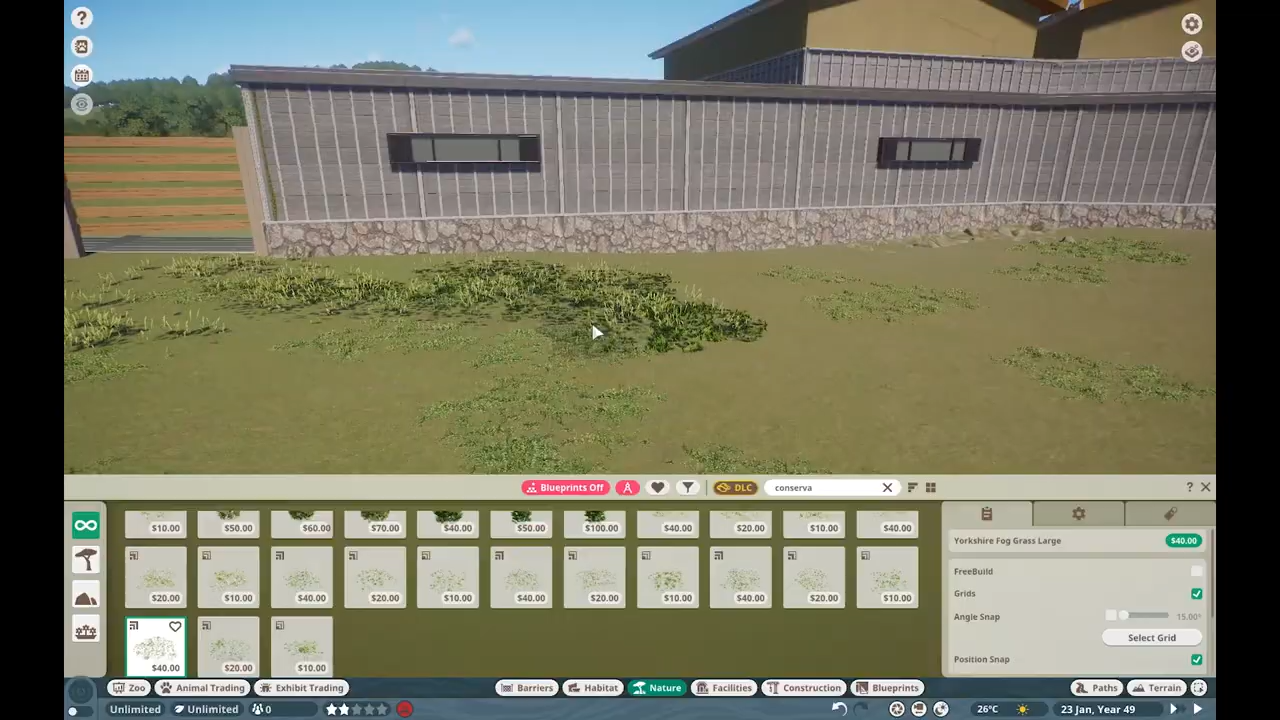 ?
Blueprints Off
DLC
conserva
?
$10.00 $50.00 $60.00 $70.00 $40.00 $50.00 $100.00 $40.00 $20.00 $10.00 $40.00
Yorkshire Fog Grass Large $40.00
FreeBuild
$20.00 $10.00 $40.00 $20.00 $10.00 $40.00 $20.00 $10.00 $40.00 $20.00 $10.00
Grids
Angle Snap 15.00°
Select Grid
Position Snap
$40.00 $20.00 $10.00
Zoo Animal Trading Exhibit Trading Barriers Habitat Nature Facilities Construction Blueprints Paths Terrain
Unlimited Unlimited 0 26°C 23 Jan, Year 49